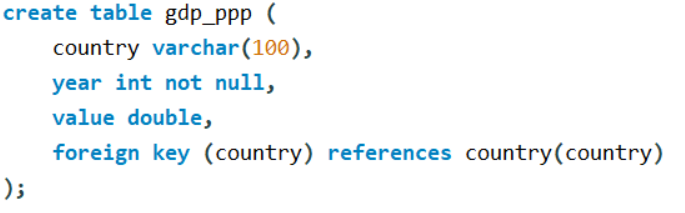 create table gdp_ppp (
    country varchar(100),
    year int not null,
    value double,
    foreign key (country) references country(country)
);